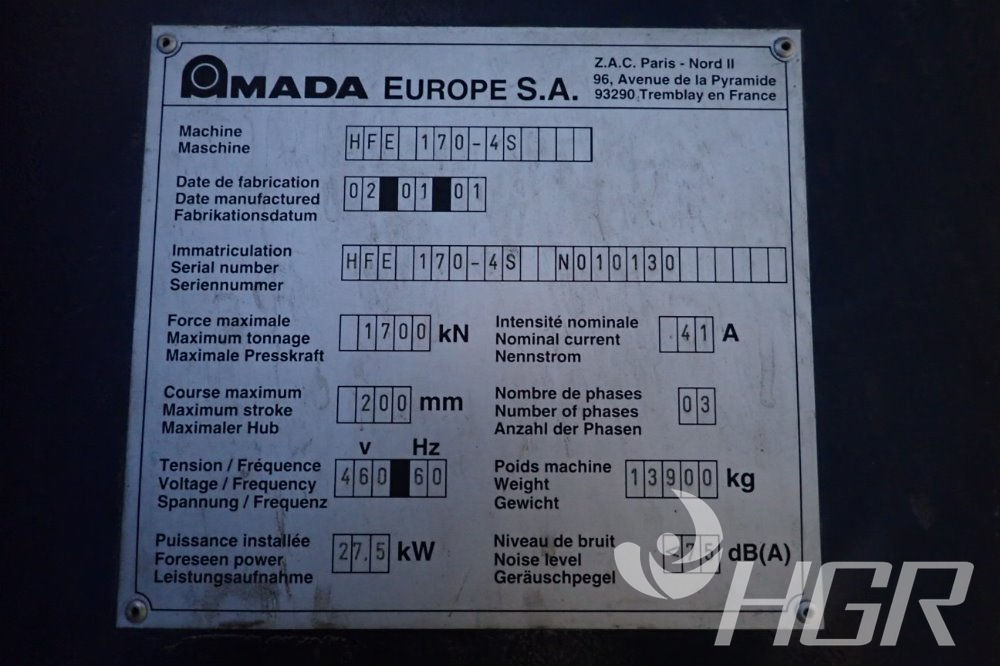 AMADA EUROPE S.A.
Z.A.C. Paris - Nord II
96, Avenue de la Pyramide
93290 Tremblay en France
Machine
Maschine
HFE 170-4S
Date de fabrication
Date manufactured
Fabrikationsdatum
02 01 01
Immatriculation
Serial number
Seriennummer
HFE 170-4S N010130
Force maximale
Maximum tonnage
Maximale Presskraft
1700 kN
Intensité nominale
Nominal current
Nennstrom
41 A
Course maximum
Maximum stroke
Maximaler Hub
200 mm
Nombre de phases
Number of phases
Anzahl der Phasen
03
V Hz
Tension / Fréquence
Voltage / Frequency
Spannung / Frequenz
460 60
Poids machine
Weight
Gewicht
13900 kg
Puissance installée
Foreseen power
Leistungsaufnahme
27,5 kW
Niveau de bruit
Noise level
Geräuschpegel
75 dB(A)
HGR